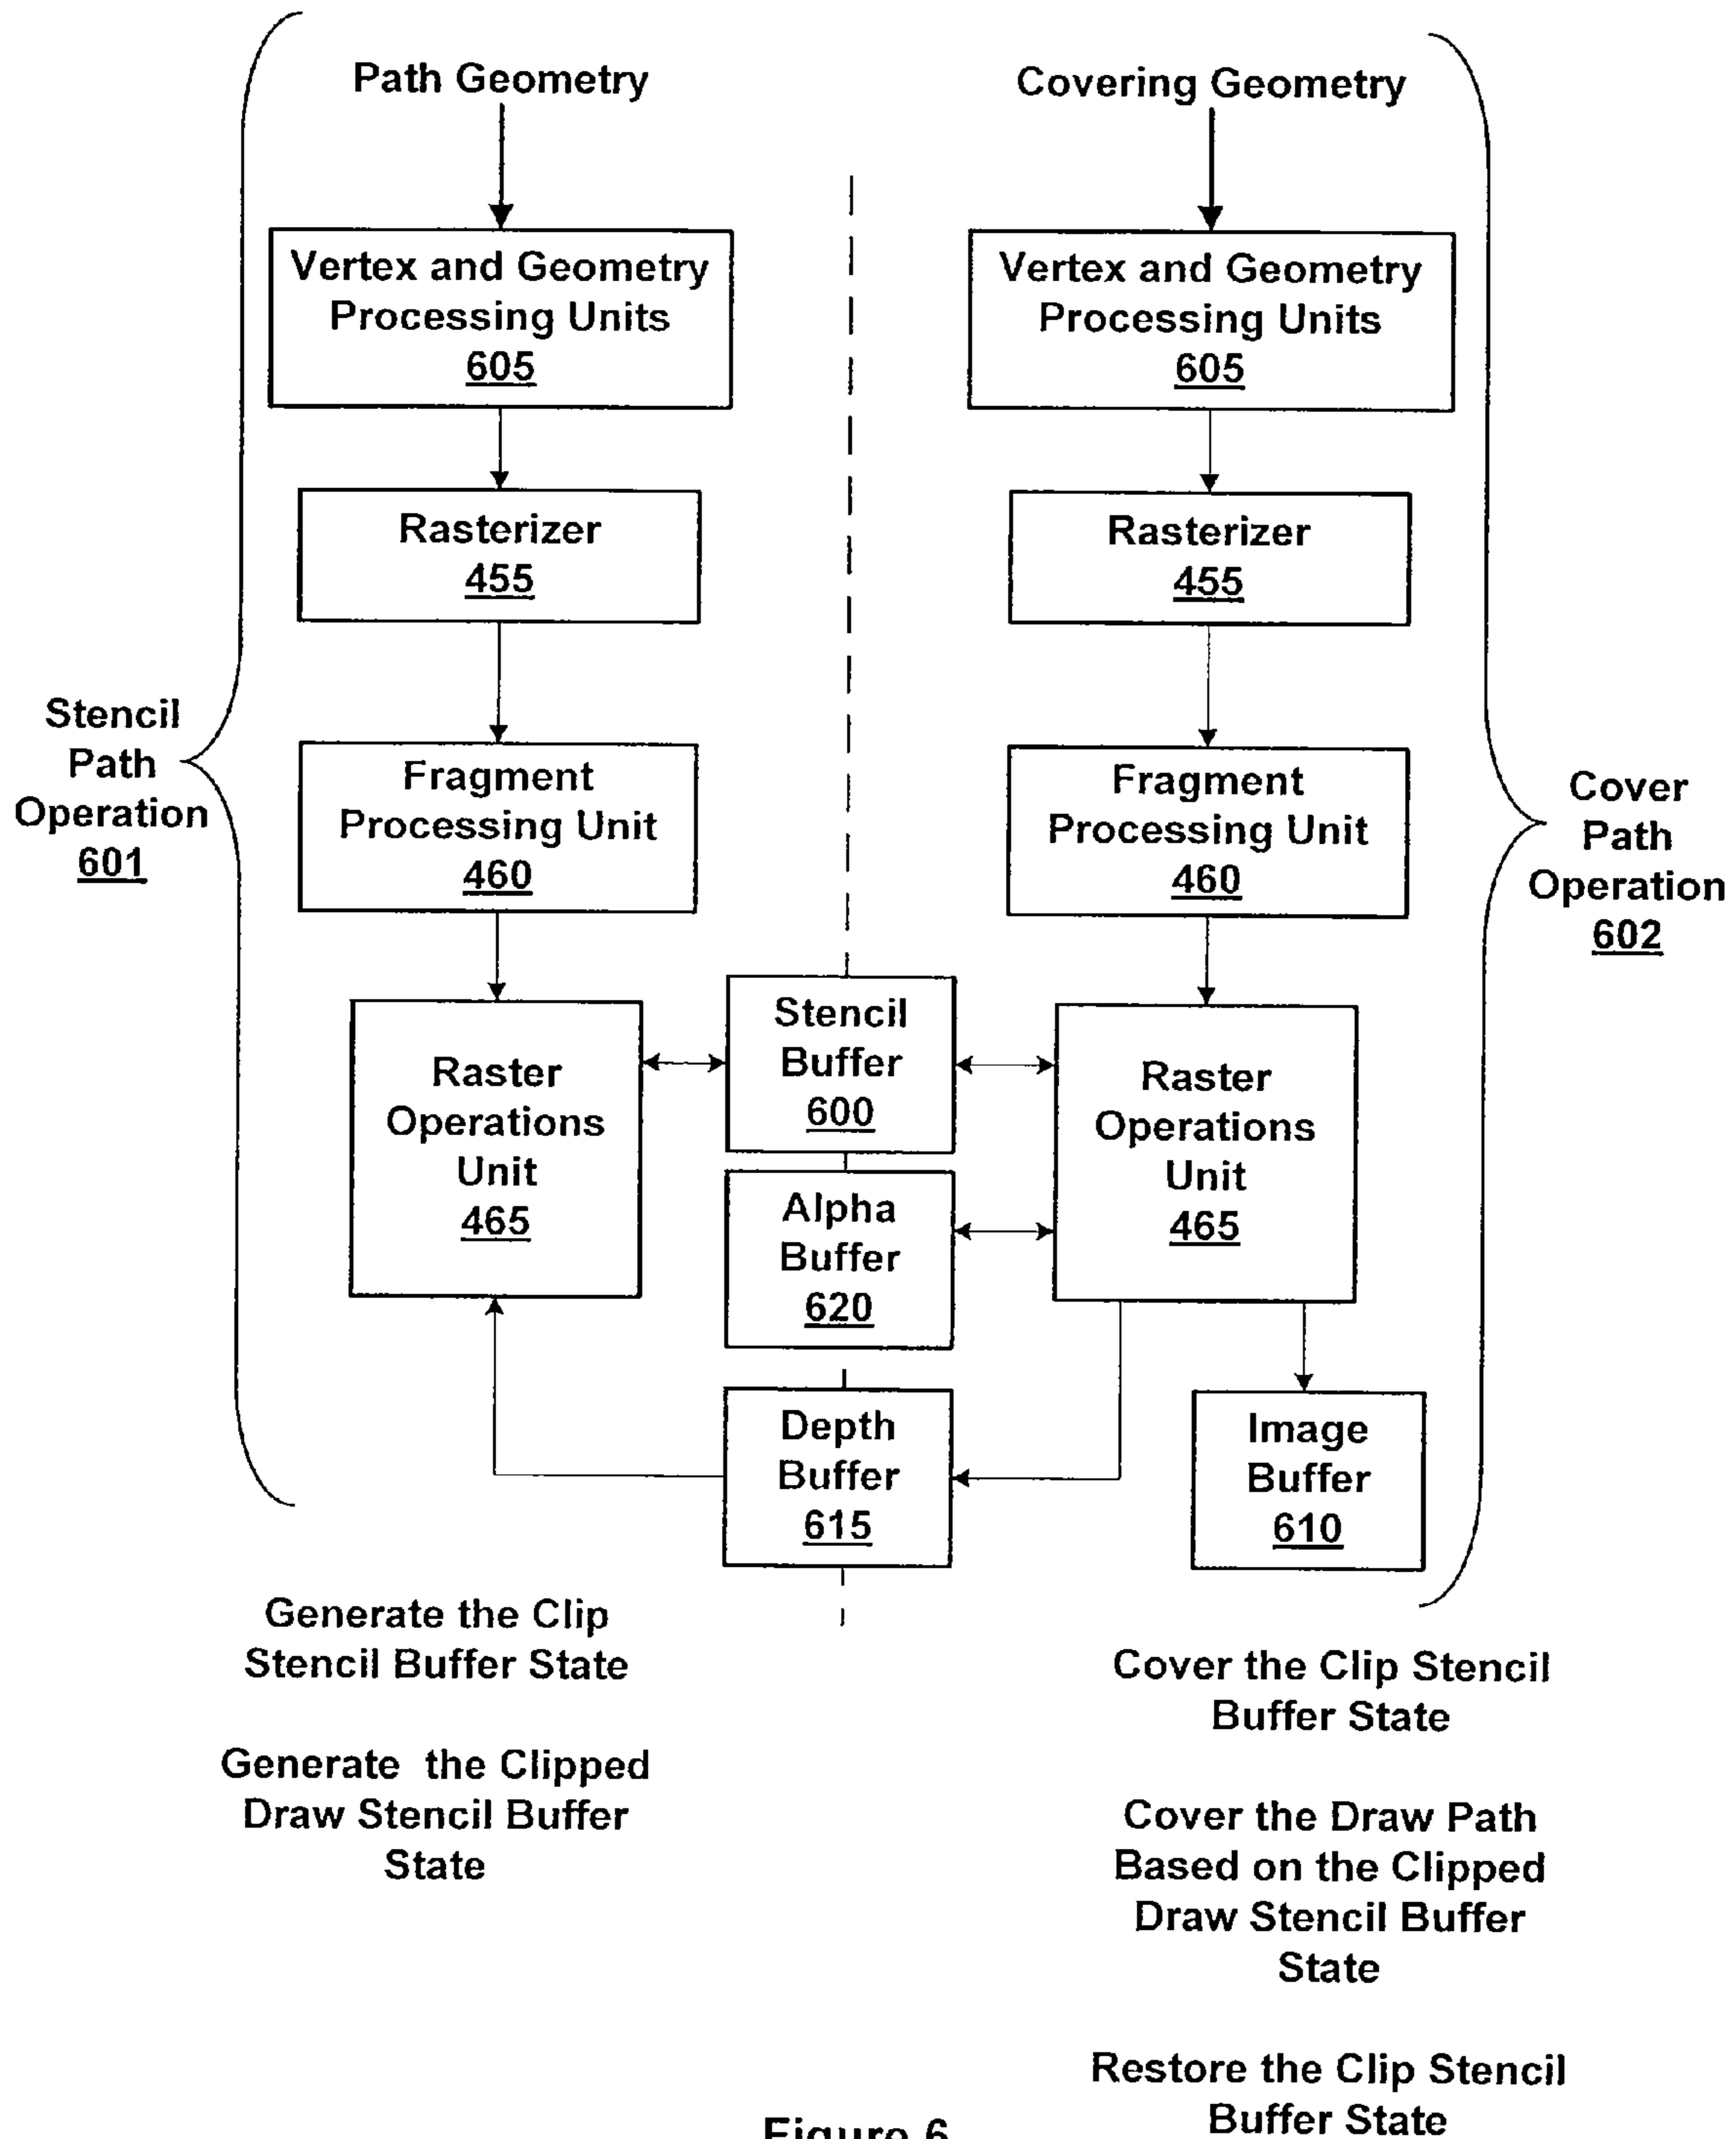 Path Geometry
Vertex and Geometry
Processing Units
605
Rasterizer
455
Fragment
Processing Unit
460
Raster
Operations
Unit
465
Stencil
Path
Operation
601
Stencil
Buffer
600
Alpha
Buffer
620
Depth
Buffer
615
Covering Geometry
Vertex and Geometry
Processing Units
605
Rasterizer
455
Fragment
Processing Unit
460
Raster
Operations
Unit
465
Image
Buffer
610
Cover
Path
Operation
602
Generate the Clip
Stencil Buffer State
Generate the Clipped
Draw Stencil Buffer
State
Cover the Clip Stencil
Buffer State
Cover the Draw Path
Based on the Clipped
Draw Stencil Buffer
State
Restore the Clip Stencil
Buffer State
Figure 6